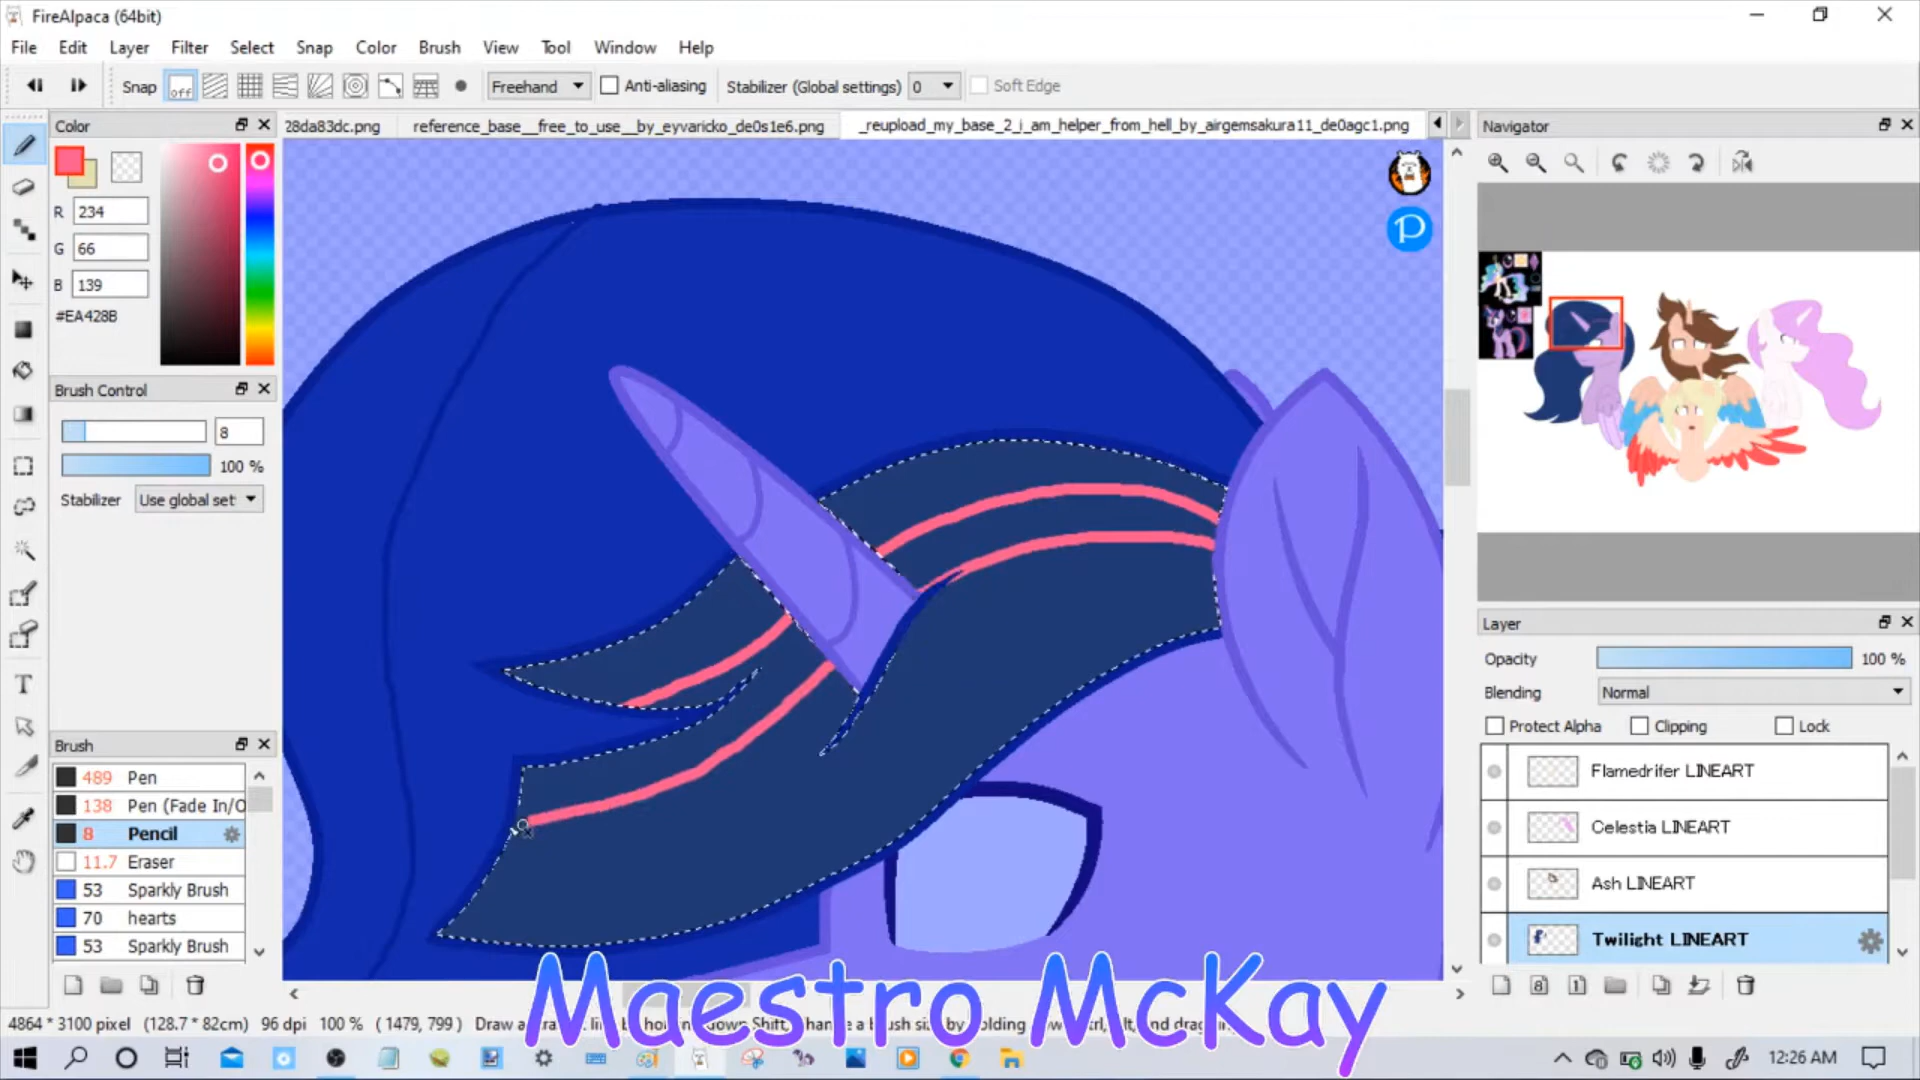 FireAlpaca (64bit)
File Edit Layer Filter Select Snap Color Brush View Tool Window Help
Snap off Freehand Anti-aliasing Stabilizer (Global settings) 0 Soft Edge
Color 28da83dc.png reference_base__free_to_use__by_eyvaricko_de0s1e6.png _reupload_my_base_2_i_am_helper_from_hell_by_airgemsakura11_de0agc1.png Navigator
R 234
G 66
B 139
#EA428B
P
Brush Control
8
100 %
Stabilizer Use global set
Brush
489 Pen
138 Pen (Fade In/O
8 Pencil
11.7 Eraser
53 Sparkly Brush
70 hearts
53 Sparkly Brush
Layer
Opacity 100 %
Blending Normal
Protect Alpha Clipping Lock
Flamedrifer LINEART
Celestia LINEART
Ash LINEART
Twilight LINEART
8 1
Maestro McKay
4864 * 3100 pixel (128.7 * 82cm) 96 dpi 100 % ( 1479, 799 ) Draw a
12:26 AM